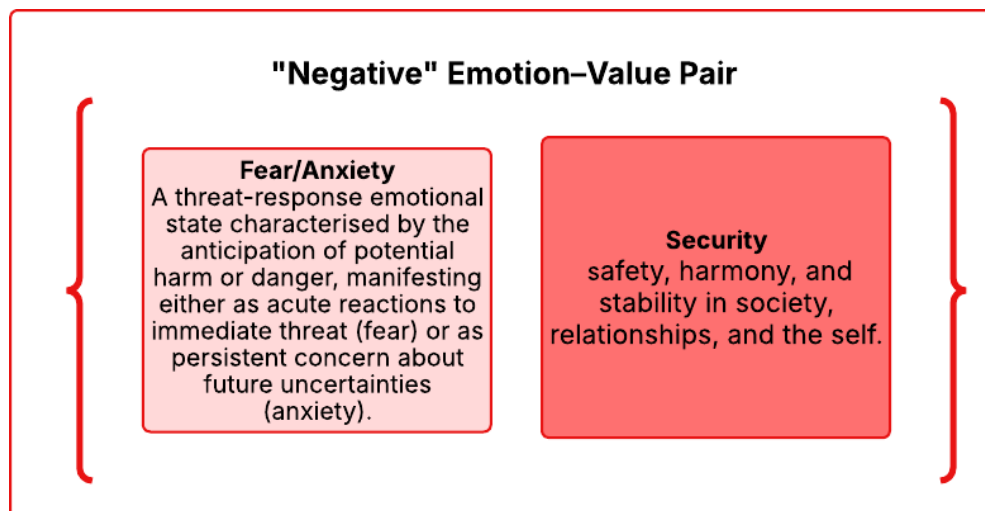 "Negative" Emotion–Value Pair
Fear/Anxiety
A threat-response emotional
state characterised by the
anticipation of potential
harm or danger, manifesting
either as acute reactions to
immediate threat (fear) or as
persistent concern about
future uncertainties
(anxiety).
Security
safety, harmony, and
stability in society,
relationships, and the self.